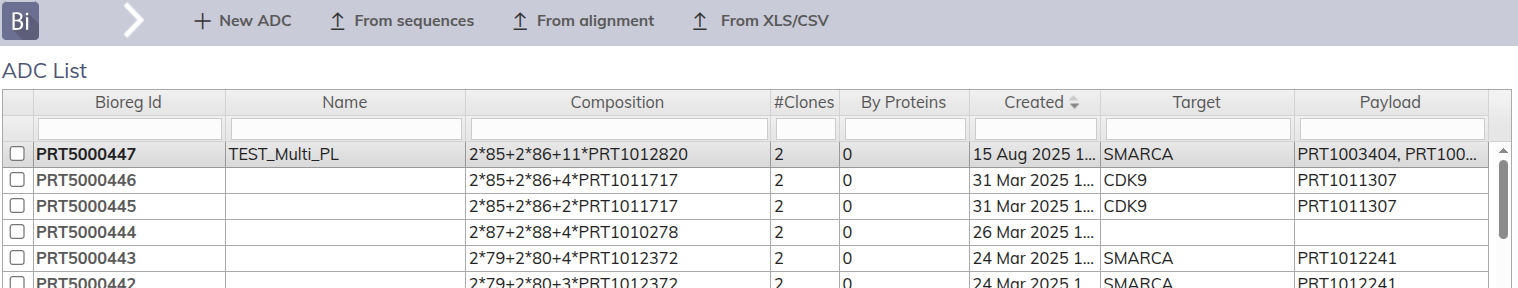 Bi New ADC From sequences From alignment From XLS/CSV
ADC List
Bioreg Id Name Composition #Clones By Proteins Created Target Payload
PRT5000447 TEST_Multi_PL 2*85+2*86+11*PRT1012820 2 0 15 Aug 2025 1... SMARCA PRT1003404, PRT100...
PRT5000446 2*85+2*86+4*PRT1011717 2 0 31 Mar 2025 1... CDK9 PRT1011307
PRT5000445 2*85+2*86+2*PRT1011717 2 0 31 Mar 2025 1... CDK9 PRT1011307
PRT5000444 2*87+2*88+4*PRT1010278 2 0 26 Mar 2025 1...
PRT5000443 2*79+2*80+4*PRT1012372 2 0 24 Mar 2025 1... SMARCA PRT1012241
PRT5000442 2*79+2*80+3*PRT1012372 2 0 24 Mar 2025 1... SMARCA PRT1012241